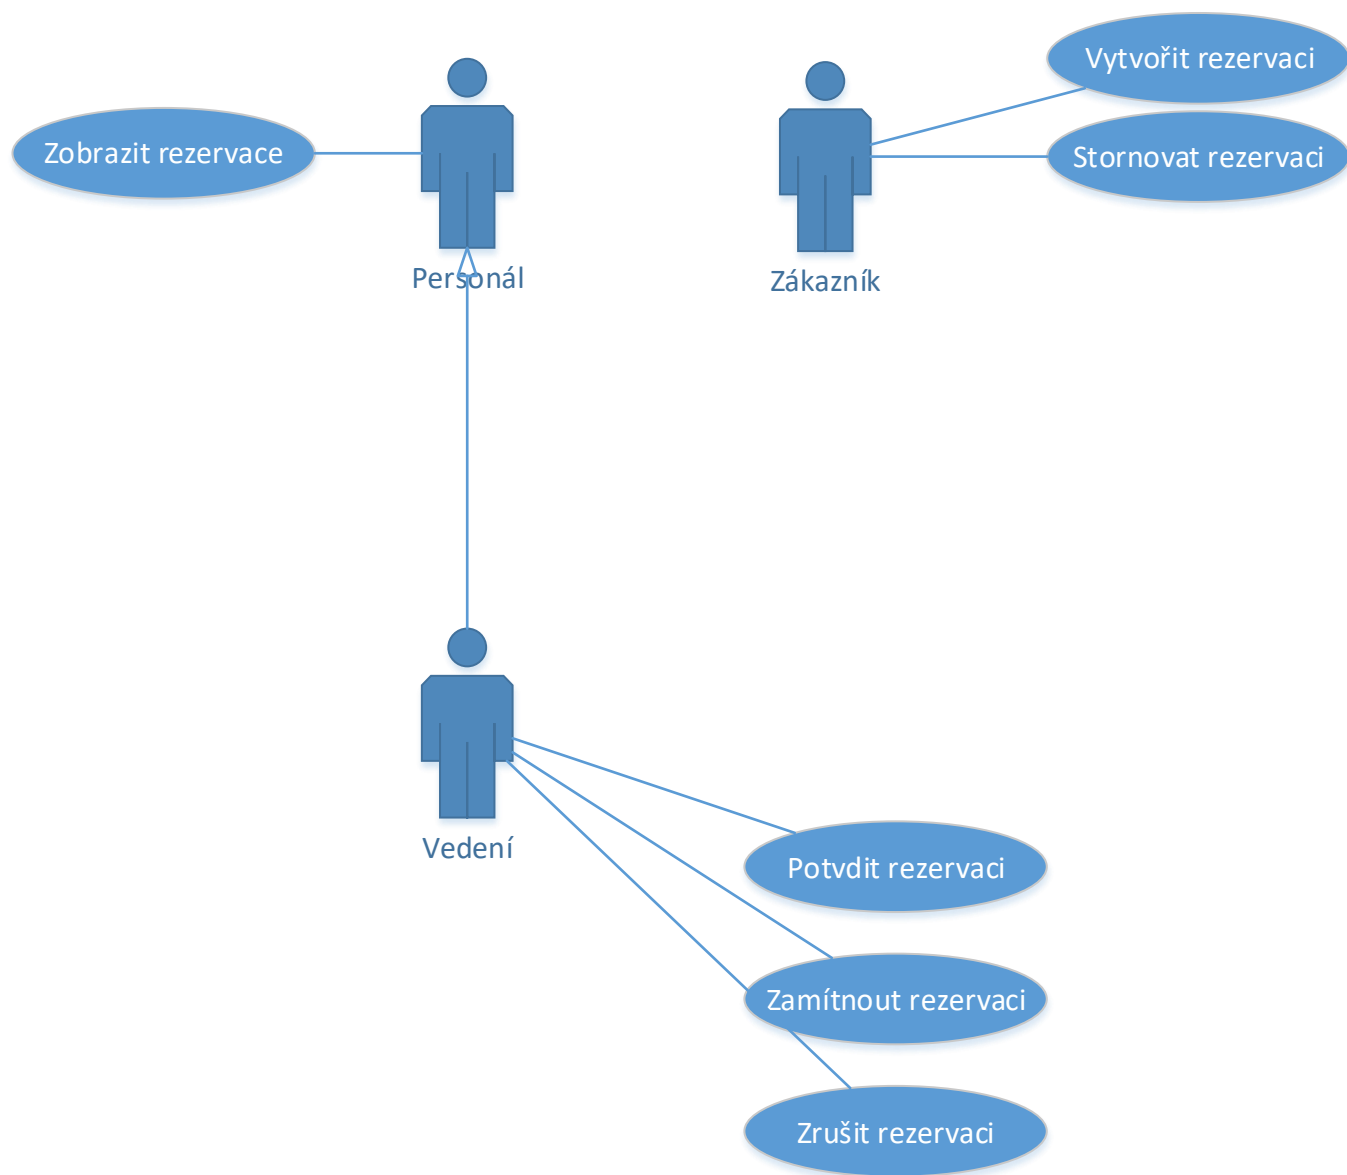 Vytvořit rezervaci
Zobrazit rezervace
Stornovat rezervaci
Personál
Zákazník
Vedení
Potvdit rezervaci
Zamítnout rezervaci
Zrušit rezervaci